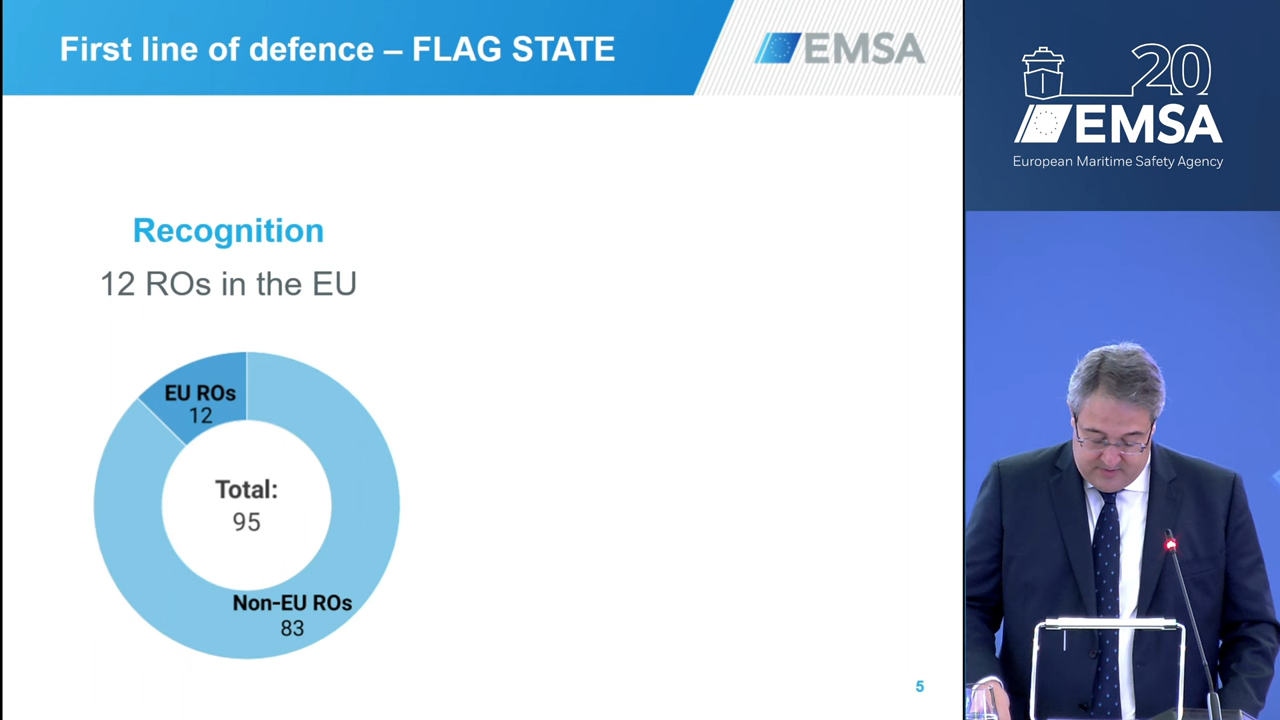 First line of defence – FLAG STATE
EMSA
20
EMSA
European Maritime Safety Agency
Recognition
12 ROs in the EU
EU ROs
12
Total:
95
Non-EU ROs
83
5